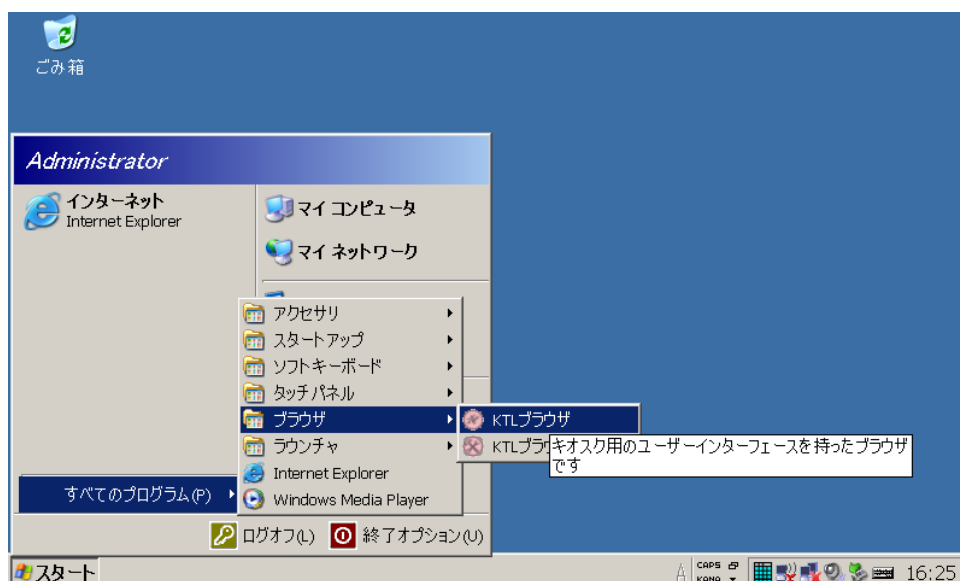 ごみ箱
Administrator
インターネット
Internet Explorer
マイ コンピュータ
マイ ネットワーク
アクセサリ
スタートアップ
ソフトキーボード
タッチパネル
ブラウザ
KTLブラウザ
ラウンチャ
KTLブラ
キオスク用のユーザーインターフェースを持ったブラウザ
です
Internet Explorer
すべてのプログラム(P)
Windows Media Player
ログオフ(L)
終了オプション(U)
スタート
A
CAPS
KANA
16:25